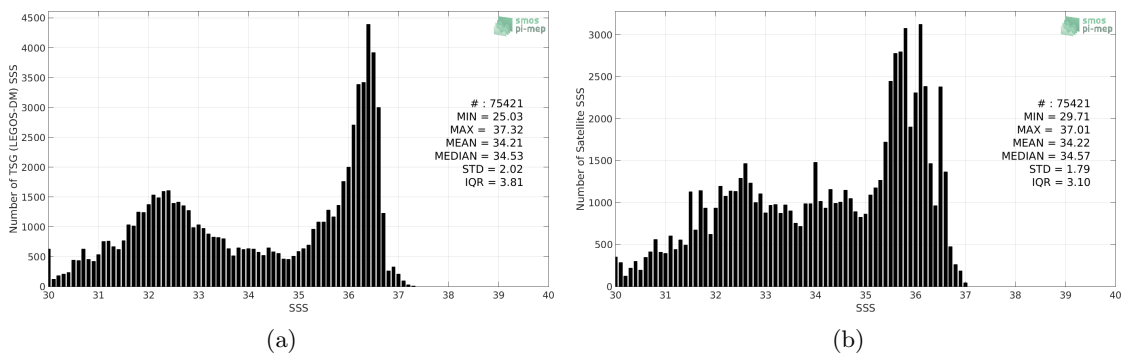 4500
4000
3500
3000
2500
2000
1500
1000
500
0
Number of TSG (LEGOS-DM) SSS
smos
pi-mep
# : 75421
MIN = 25.03
MAX = 37.32
MEAN = 34.21
MEDIAN = 34.53
STD = 2.02
IQR = 3.81
30 31 32 33 34 35 36 37 38 39 40
SSS
(a)
3000
2500
2000
1500
1000
500
0
Number of Satellite SSS
smos
pi-mep
# : 75421
MIN = 29.71
MAX = 37.01
MEAN = 34.22
MEDIAN = 34.57
STD = 1.79
IQR = 3.10
30 31 32 33 34 35 36 37 38 39 40
SSS
(b)